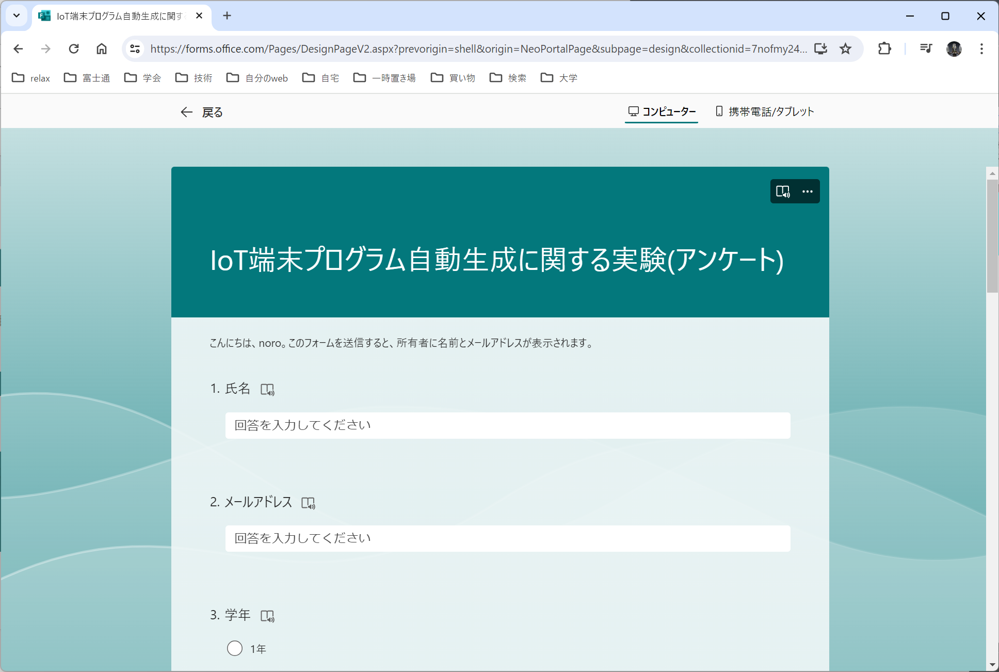 IoT端末プログラム自動生成に関す
https://forms.office.com/Pages/DesignPageV2.aspx?prevorigin=shell&origin=NeoPortalPage&subpage=design&collectionid=7nofmy24...
relax 富士通 学会 技術 自分のweb 自宅 一時置き場 買い物 検索 大学
戻る コンピューター 携帯電話/タブレット
IoT端末プログラム自動生成に関する実験(アンケート)
こんにちは、noro。このフォームを送信すると、所有者に名前とメールアドレスが表示されます。
1. 氏名
回答を入力してください
2. メールアドレス
回答を入力してください
3. 学年
1年